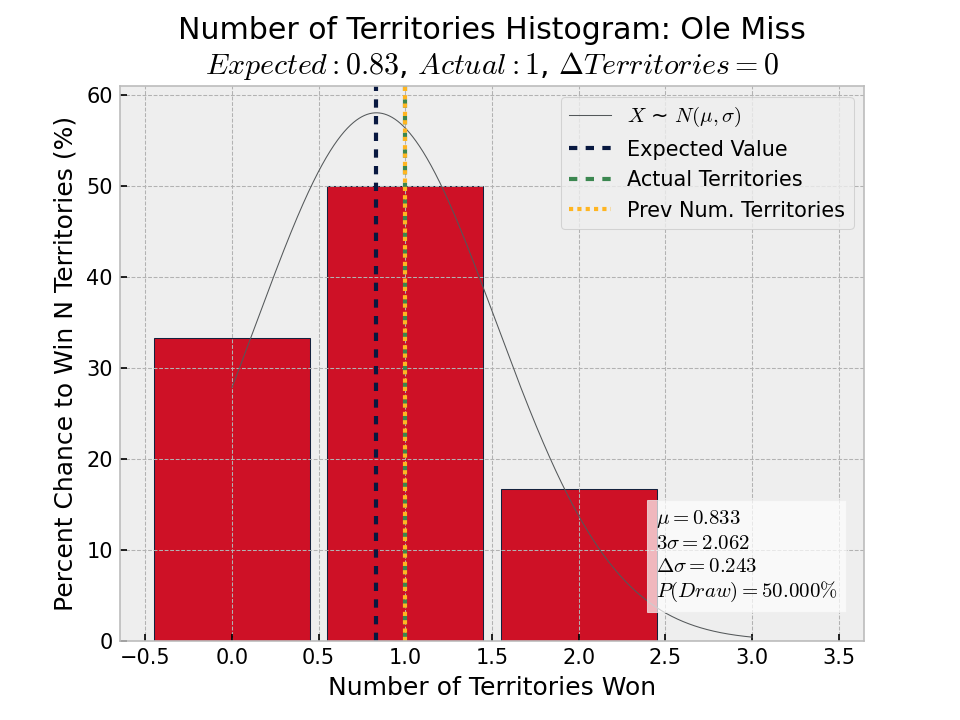 Number of Territories Histogram: Ole Miss
Expected: 0.83, Actual: 1, ΔTerritories = 0
Percent Chance to Win N Territories (%)
60
50
40
30
20
10
0
X ~ N(μ, σ)
Expected Value
Actual Territories
Prev Num. Territories
μ = 0.833
3σ = 2.062
Δσ = 0.243
P(Draw) = 50.000%
−0.5 0.0 0.5 1.0 1.5 2.0 2.5 3.0 3.5
Number of Territories Won